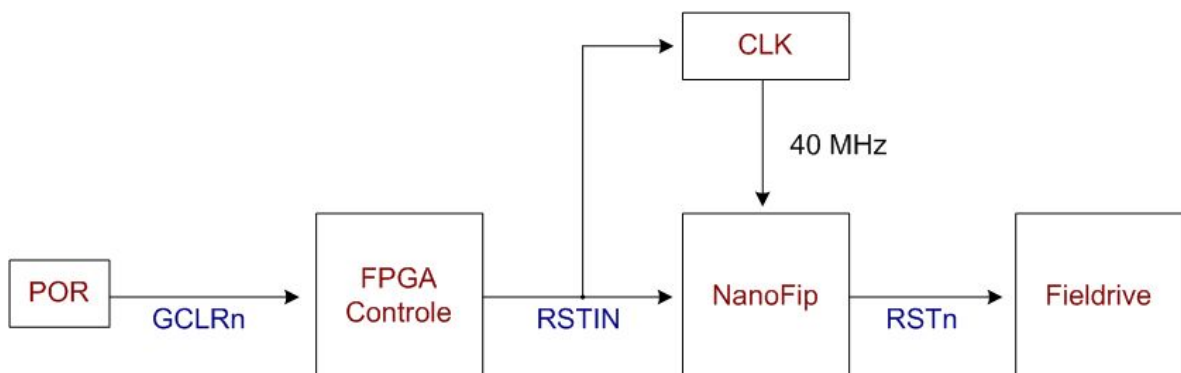 CLK
40 MHz
POR
GCLRn
FPGA
Controle
RSTIN
NanoFip
RSTn
Fieldrive